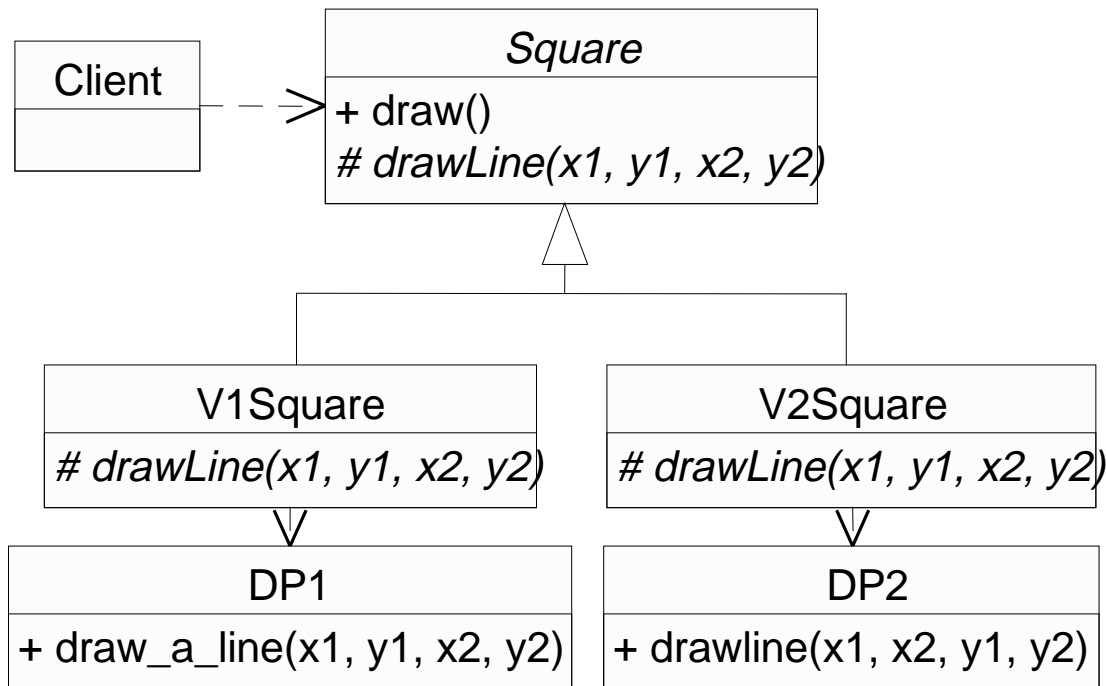 Client
Square
+ draw()
# drawLine(x1, y1, x2, y2)
V1Square
# drawLine(x1, y1, x2, y2)
V2Square
# drawLine(x1, y1, x2, y2)
DP1
+ draw_a_line(x1, y1, x2, y2)
DP2
+ drawline(x1, x2, y1, y2)